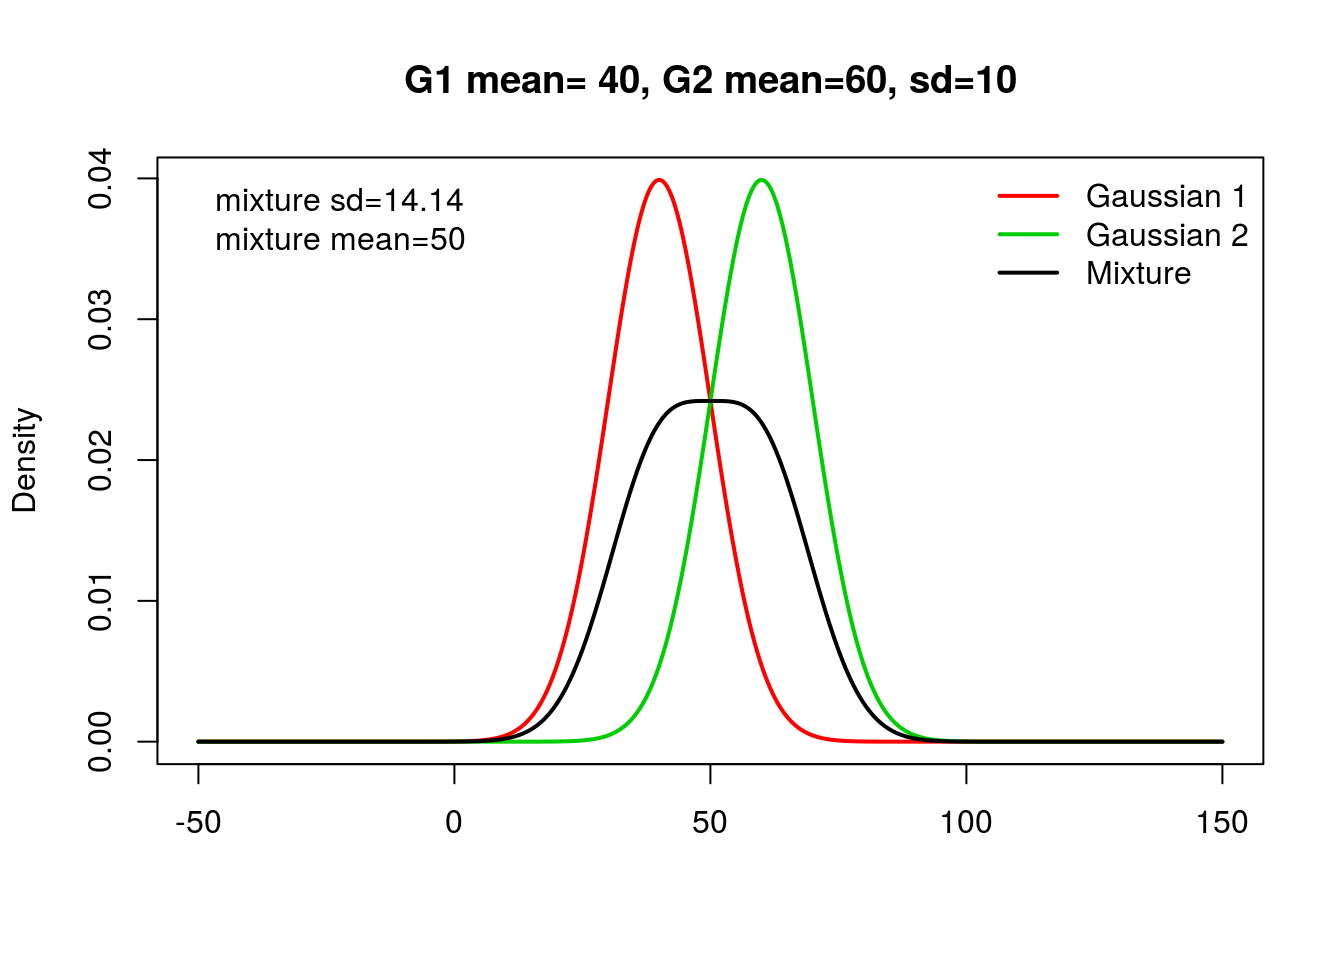 G1 mean= 40, G2 mean=60, sd=10
mixture sd=14.14
mixture mean=50
Gaussian 1
Gaussian 2
Mixture
Density
0.04
0.03
0.02
0.01
0.00
-50
0
50
100
150